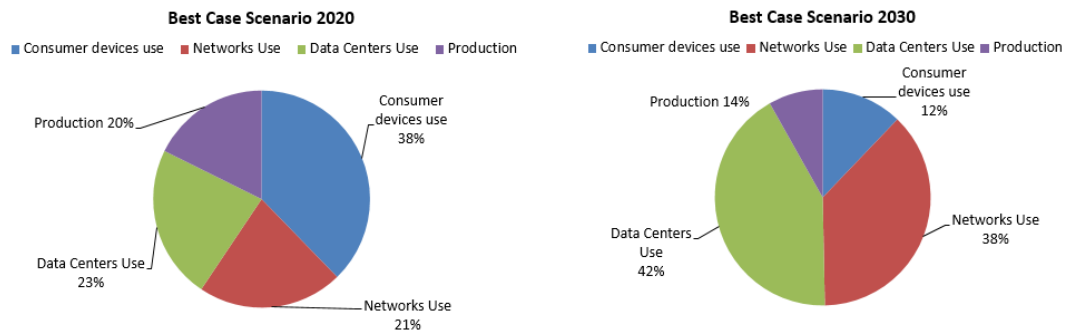 Best Case Scenario 2020
Consumer devices use Networks Use Data Centers Use Production
Consumer
devices use
38%
Production 20%
Data Centers Use
23%
Networks Use
21%
Best Case Scenario 2030
Consumer devices use Networks Use Data Centers Use Production
Consumer
devices use
12%
Production 14%
Networks Use
38%
Data Centers
Use
42%